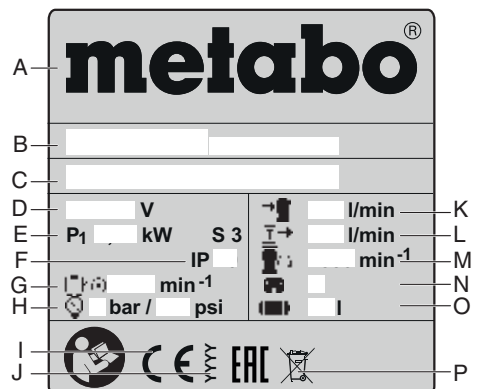 metabo®
A
B
C
D V
E P1 kW S 3
F IP
G min-1
H bar / psi
I
J CE EAC
l/min K
l/min L
min-1 M
N
l O
P